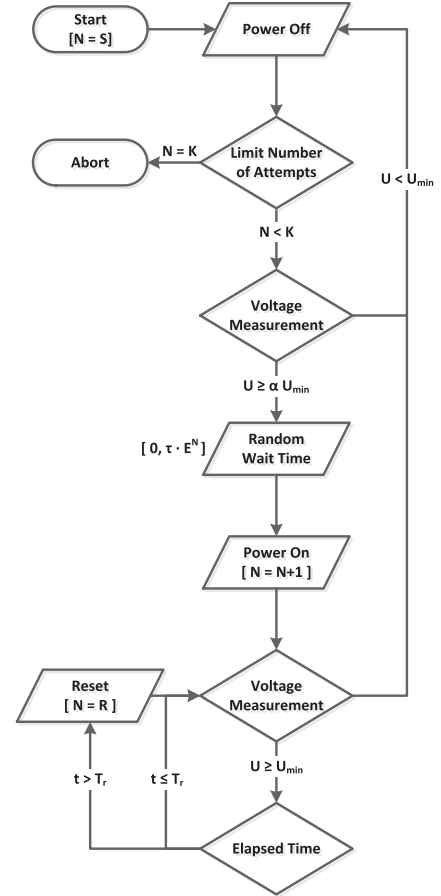 Start
[N = S]
Power Off
Abort
N = K
Limit Number
of Attempts
U < Umin
N < K
Voltage
Measurement
U ≥ α Umin
[ 0, τ · E^N ]
Random
Wait Time
Power On
[ N = N+1 ]
Reset
[ N = R ]
Voltage
Measurement
t > Tr
t ≤ Tr
U ≥ Umin
Elapsed Time